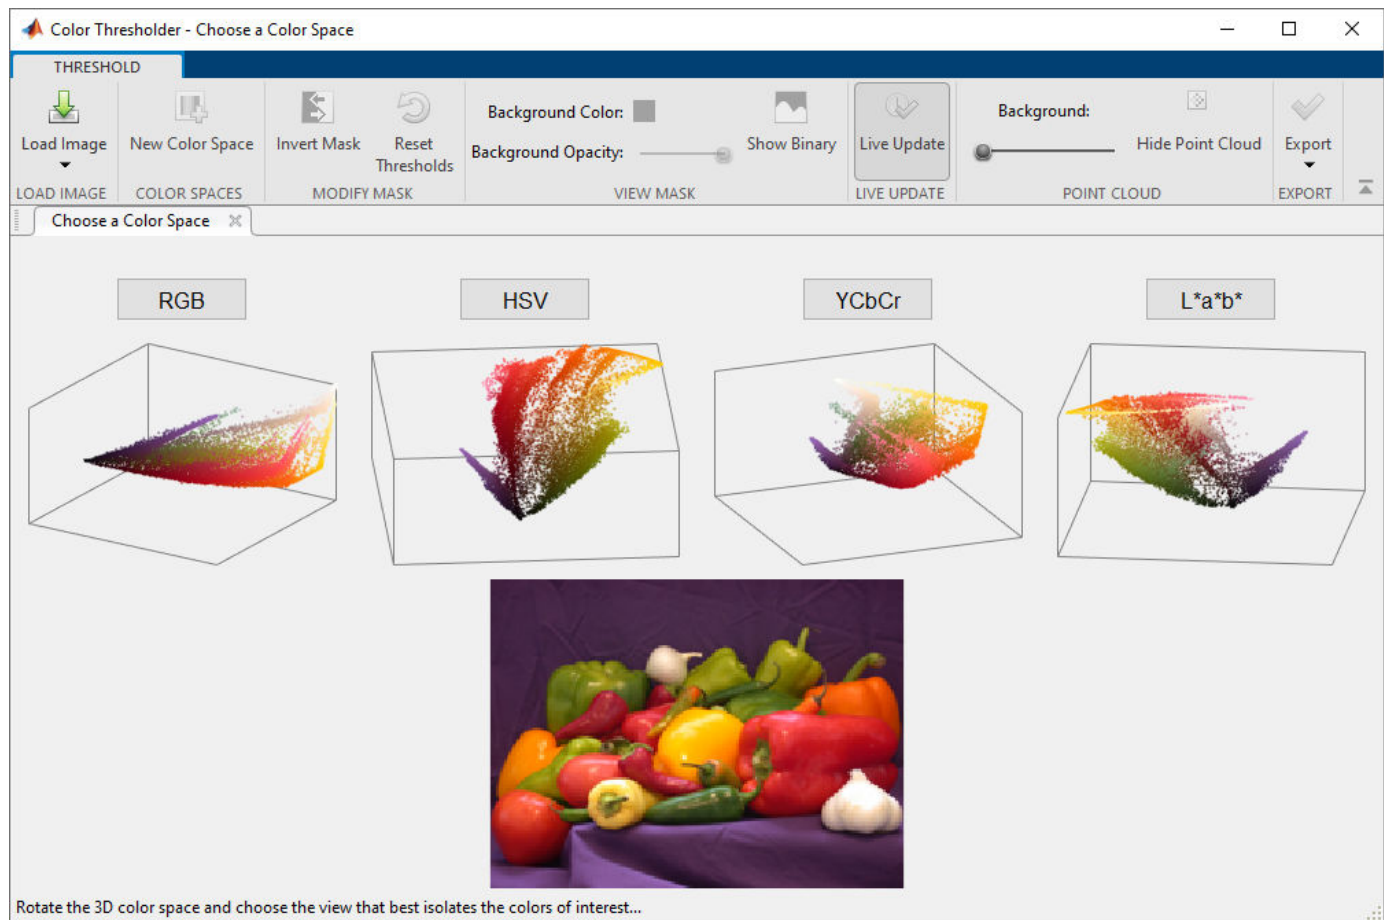 Color Thresholder - Choose a Color Space
THRESHOLD
Load Image
New Color Space
Invert Mask
Reset
Thresholds
Background Color:
Background Opacity:
Show Binary
Live Update
Background:
Hide Point Cloud
Export
LOAD IMAGE
COLOR SPACES
MODIFY MASK
VIEW MASK
LIVE UPDATE
POINT CLOUD
EXPORT
Choose a Color Space
RGB
HSV
YCbCr
L*a*b*
Rotate the 3D color space and choose the view that best isolates the colors of interest...